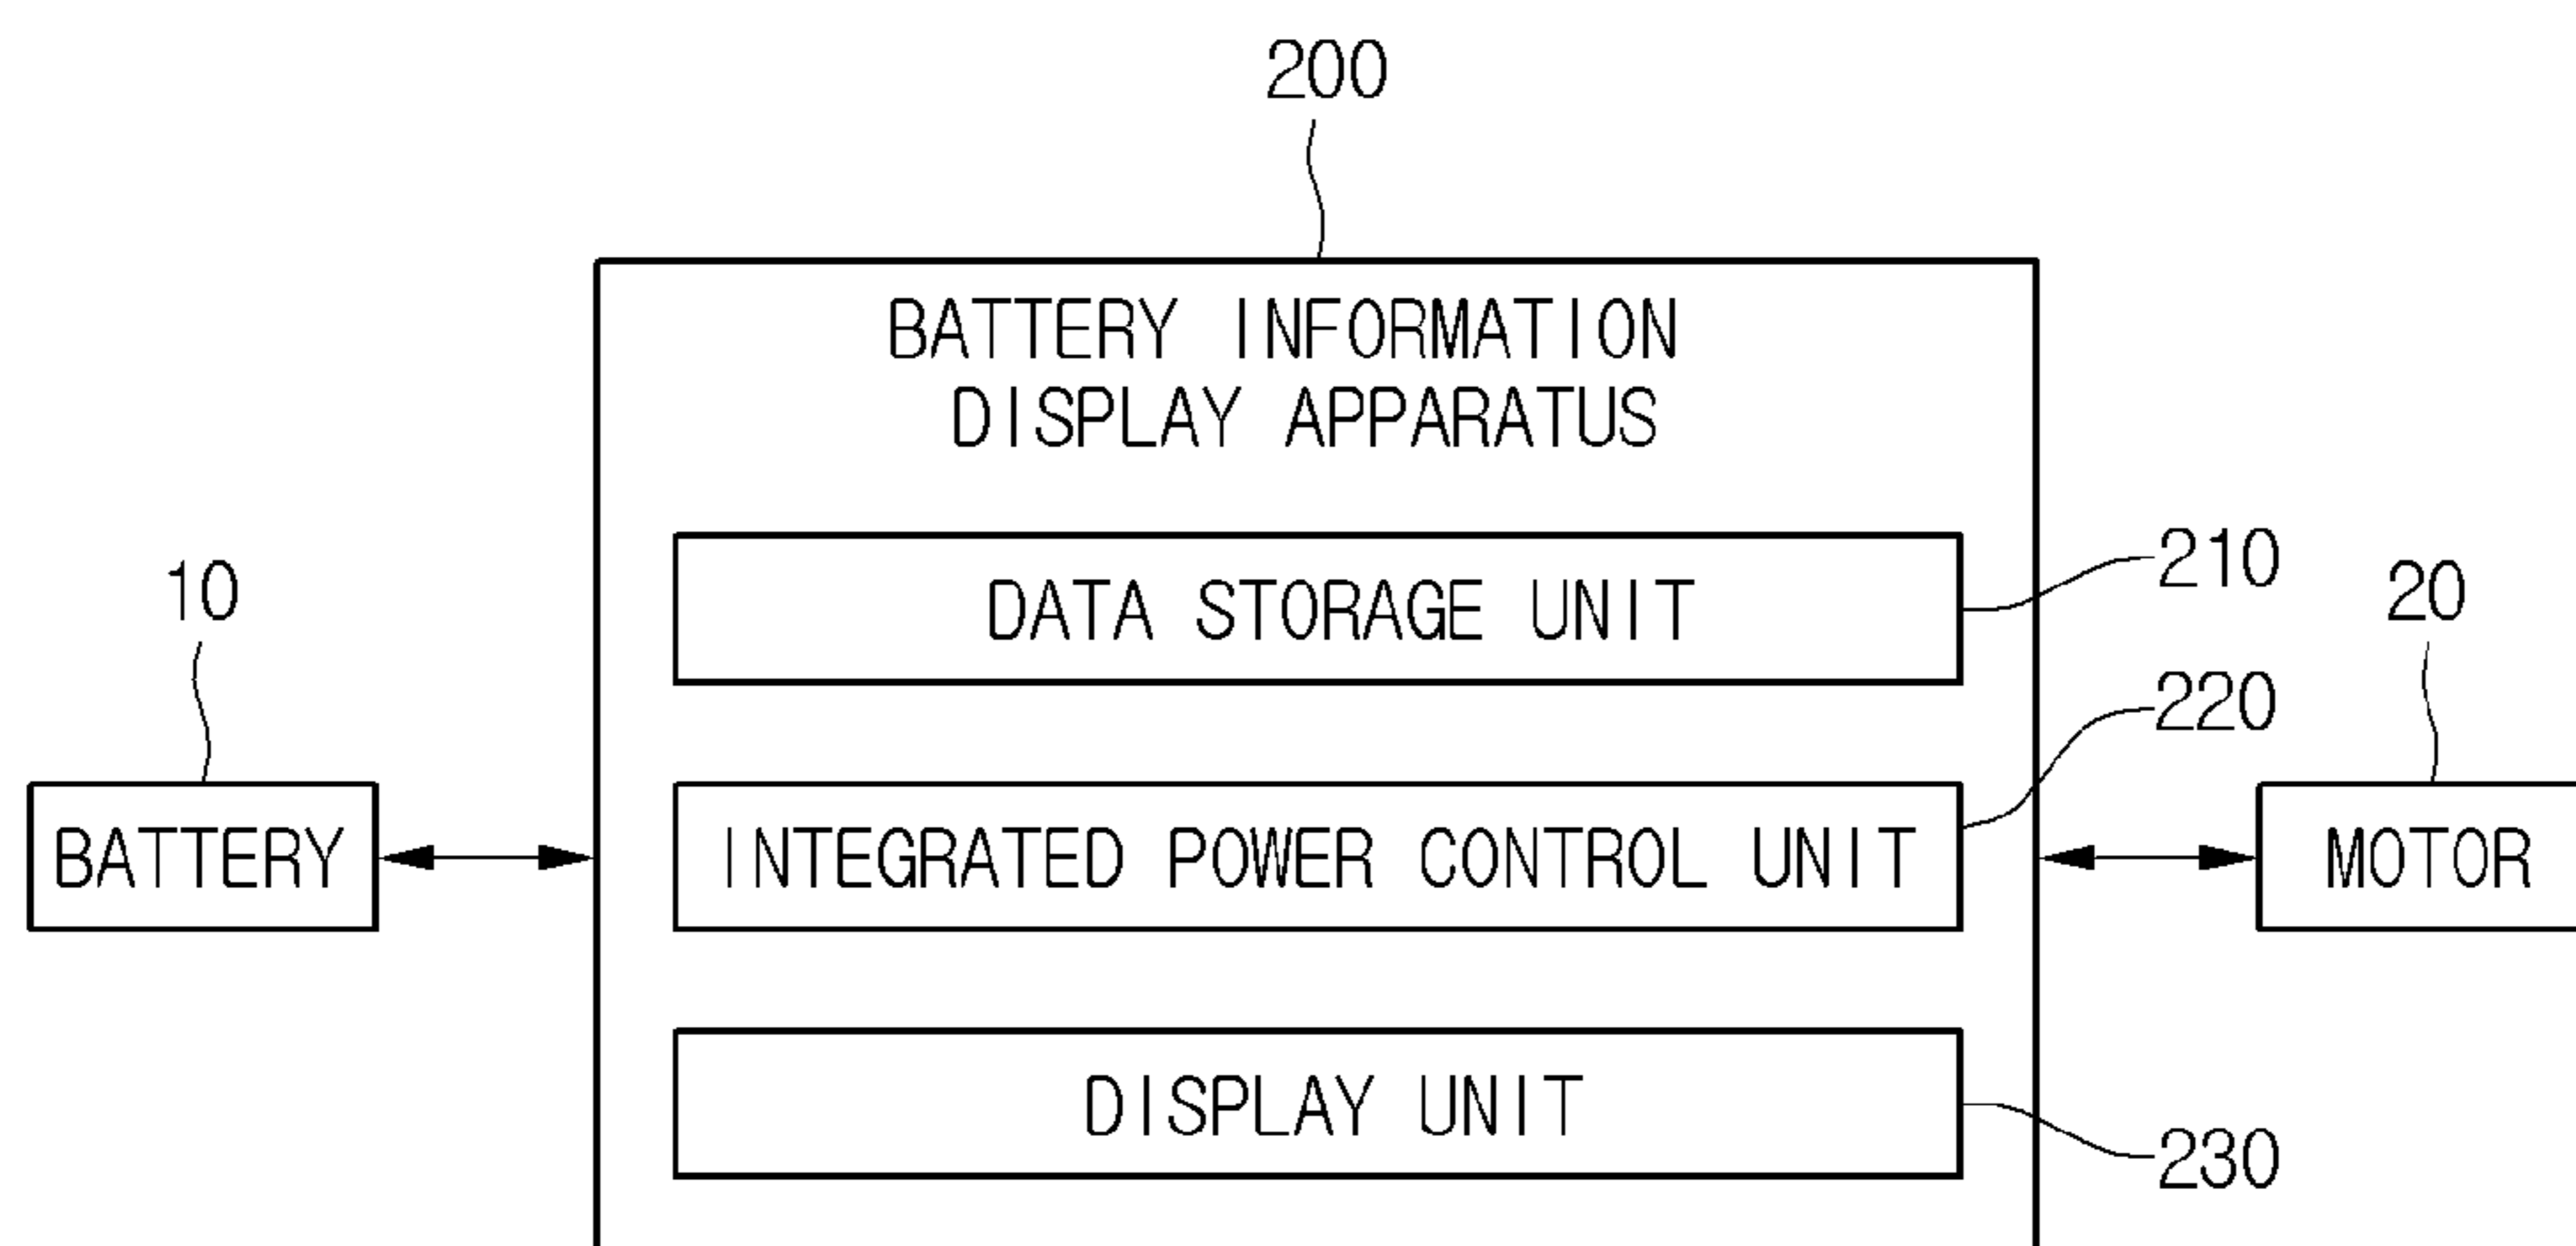 200
BATTERY INFORMATION
DISPLAY APPARATUS
210
DATA STORAGE UNIT
10
20
220
BATTERY
INTEGRATED POWER CONTROL UNIT
MOTOR
DISPLAY UNIT
230